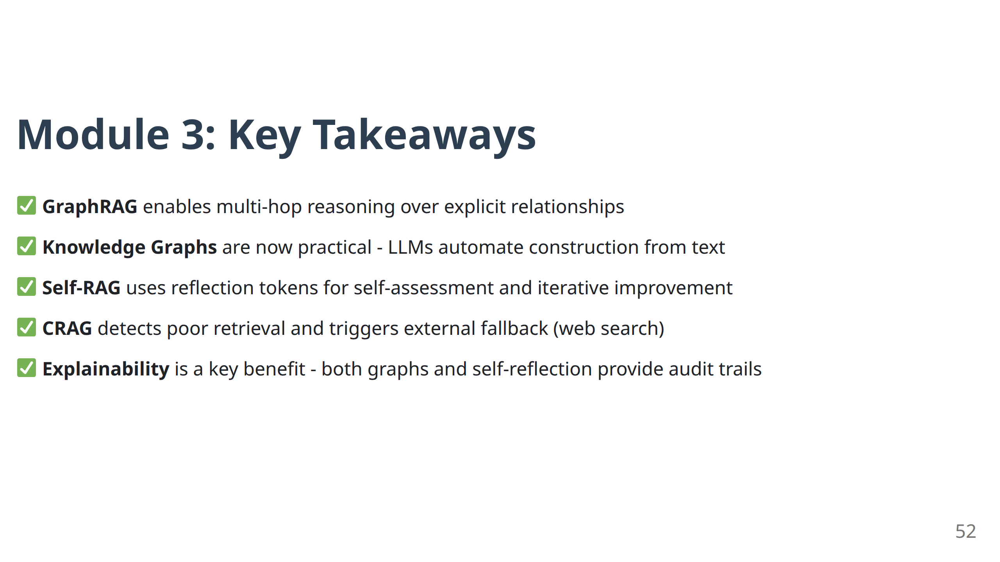 Module 3: Key Takeaways
✅ GraphRAG enables multi-hop reasoning over explicit relationships
✅ Knowledge Graphs are now practical - LLMs automate construction from text
✅ Self-RAG uses reflection tokens for self-assessment and iterative improvement
✅ CRAG detects poor retrieval and triggers external fallback (web search)
✅ Explainability is a key benefit - both graphs and self-reflection provide audit trails
52